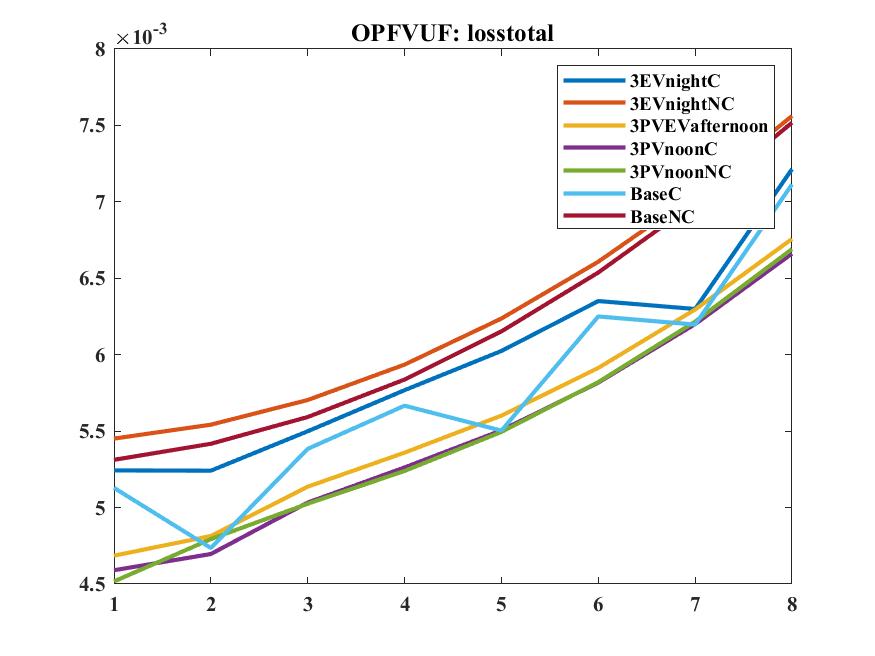 OPFVUF: losstotal
×10⁻³
8
7.5
7
6.5
6
5.5
5
4.5
1 2 3 4 5 6 7 8
3EVnightC
3EVnightNC
3PVEVafternoon
3PVnoonC
3PVnoonNC
BaseC
BaseNC